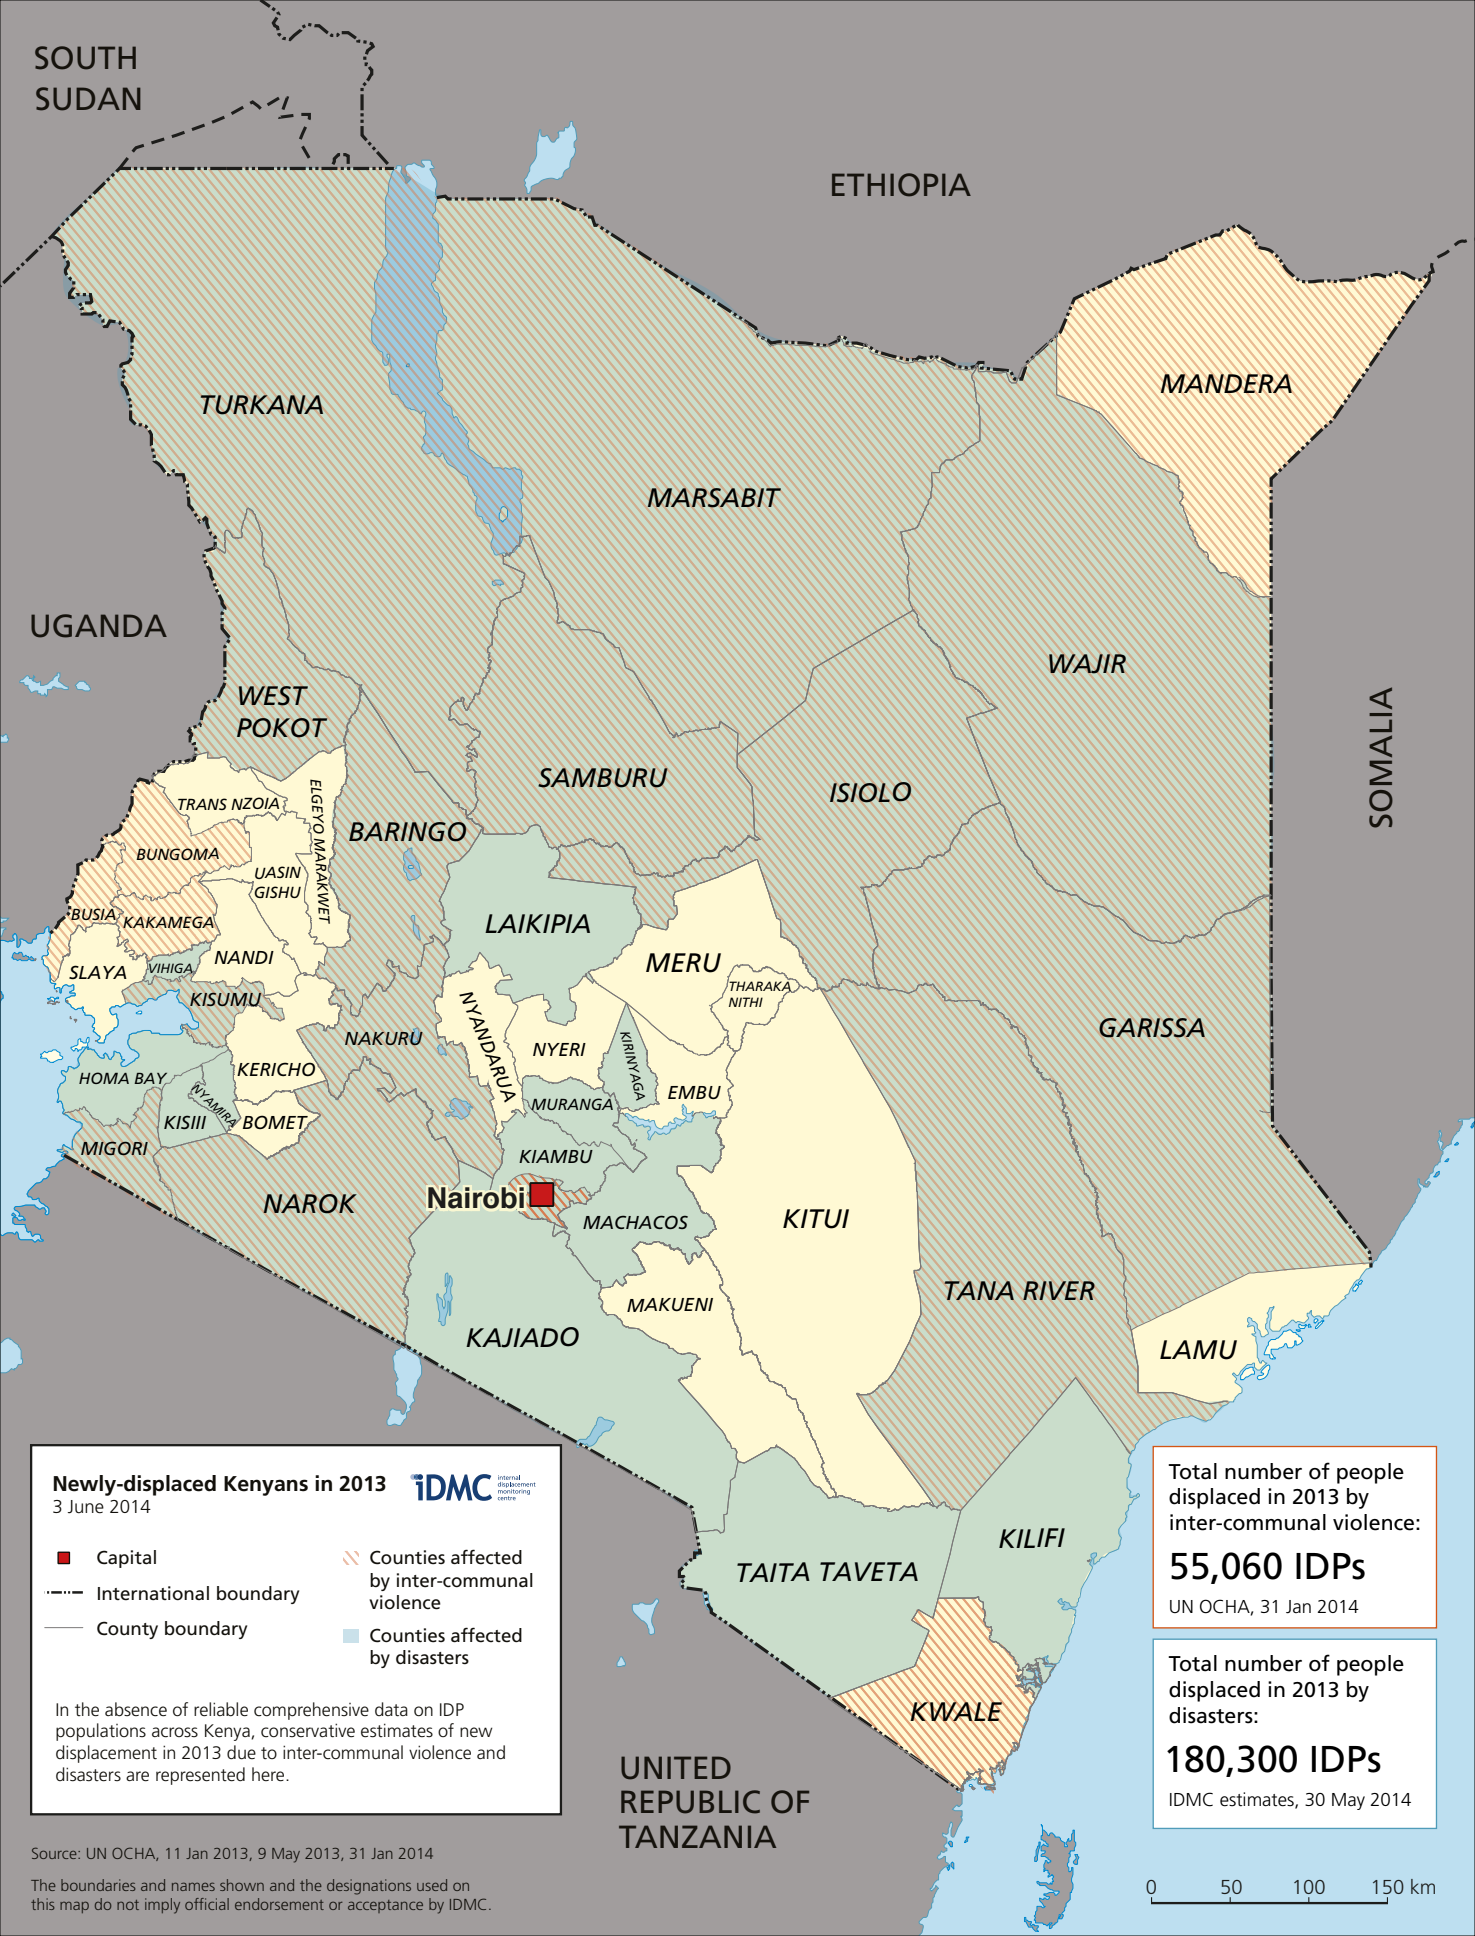 SOUTH
SUDAN
ETHIOPIA
MANDERA
TURKANA
MARSABIT
UGANDA
WAJIR
SOMALIA
WEST
POKOT
SAMBURU
ISIOLO
TRANS NZOIA
ELGEYO MARAKWET
BARINGO
BUNGOMA
UASIN
GISHU
BUSIA
KAKAMEGA
LAIKIPIA
NANDI
SLAYA
VIHIGA
MERU
THARAKA
NITHI
KISUMU
NYANDARUA
GARISSA
NAKURU
NYERI
KIRINYAGA
KERICHO
HOMA BAY
NYAMIRA
EMBU
MURANGA
KISIII
BOMET
MIGORI
KIAMBU
NAROK
Nairobi
MACHACOS
KITUI
TANA RIVER
MAKUENI
KAJIADO
LAMU
KILIFI
TAITA TAVETA
KWALE
UNITED
REPUBLIC OF
TANZANIA
Newly-displaced Kenyans in 2013
3 June 2014
iDMC
internal
displacement
monitoring
centre
Capital
International boundary
County boundary
Counties affected
by inter-communal
violence
Counties affected
by disasters
In the absence of reliable comprehensive data on IDP
populations across Kenya, conservative estimates of new
displacement in 2013 due to inter-communal violence and
disasters are represented here.
Total number of people
displaced in 2013 by
inter-communal violence:
55,060 IDPs
UN OCHA, 31 Jan 2014
Total number of people
displaced in 2013 by
disasters:
180,300 IDPs
IDMC estimates, 30 May 2014
Source: UN OCHA, 11 Jan 2013, 9 May 2013, 31 Jan 2014
The boundaries and names shown and the designations used on
this map do not imply official endorsement or acceptance by IDMC.
0 50 100 150 km